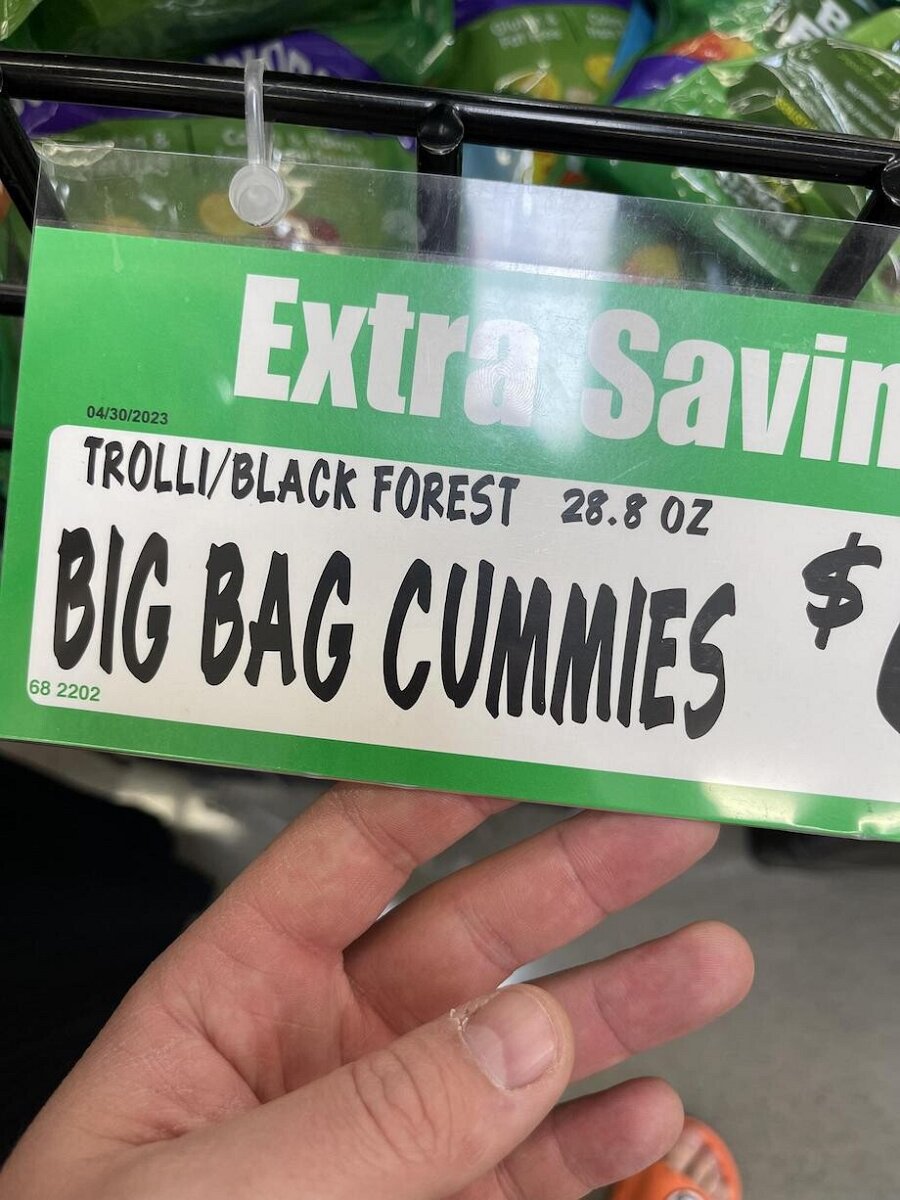 Extra Savin
04/30/2023
TROLLI/BLACK FOREST 28.8 OZ
BIG BAG CUMMIES $
68 2202